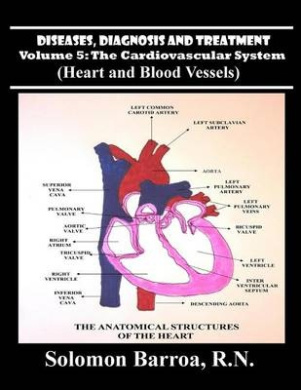 DISEASES, DIAGNOSIS AND TREATMENT
Volume 5: The Cardiovascular System
(Heart and Blood Vessels)
LEFT COMMON
CAROTID ARTERY
LEFT SUBCLAVIAN
ARTERY
AORTA
SUPERIOR
VENA
CAVA
LEFT
PULMONARY
ARTERY
LEFT
PULMONARY
VEINS
PULMONARY
VALVE
AORTIC
VALVE
BICUSPID
VALVE
RIGHT
ATRIUM
TRICUSPID
VALVE
LEFT
VENTRICLE
RIGHT
VENTRICLE
INTER
VENTRICULAR
SEPTUM
INFERIOR
VENA
CAVA
DESCENDING AORTA
THE ANATOMICAL STRUCTURES
OF THE HEART
Solomon Barroa, R.N.